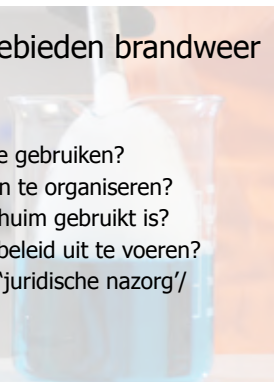 ebieden brandweer
e gebruiken?
n te organiseren?
huim gebruikt is?
beleid uit te voeren?
‘juridische nazorg’/